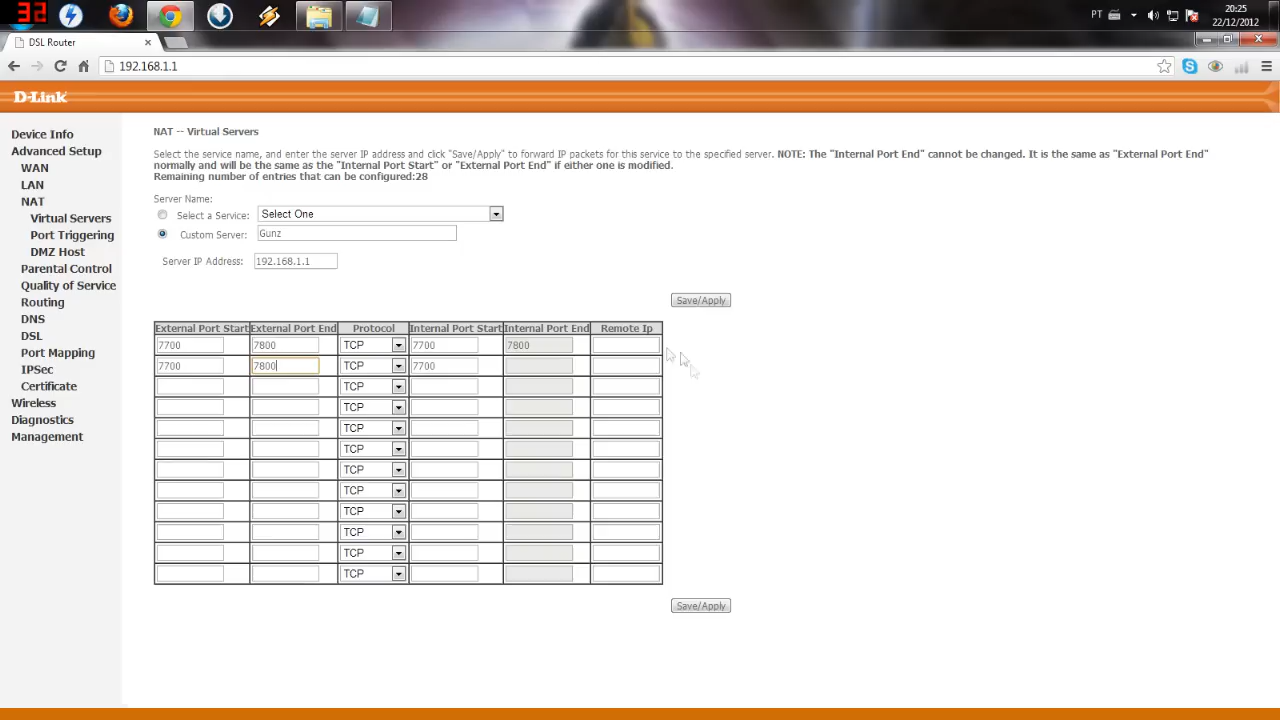 32
PT
20:25
22/12/2012
DSL Router
192.168.1.1
D-Link
Device Info
Advanced Setup
WAN
LAN
NAT
Virtual Servers
Port Triggering
DMZ Host
Parental Control
Quality of Service
Routing
DNS
DSL
Port Mapping
IPSec
Certificate
Wireless
Diagnostics
Management
NAT -- Virtual Servers
Select the service name, and enter the server IP address and click "Save/Apply" to forward IP packets for this service to the specified server. NOTE: The "Internal Port End" cannot be changed. It is the same as "External Port End"
normally and will be the same as the "Internal Port Start" or "External Port End" if either one is modified.
Remaining number of entries that can be configured:28
Server Name:
Select a Service: Select One
Custom Server: Gunz
Server IP Address: 192.168.1.1
Save/Apply
External Port Start External Port End Protocol Internal Port Start Internal Port End Remote Ip
7700 7800 TCP 7700 7800
7700 7800 TCP 7700
TCP
TCP
TCP
TCP
TCP
TCP
TCP
TCP
TCP
TCP
Save/Apply